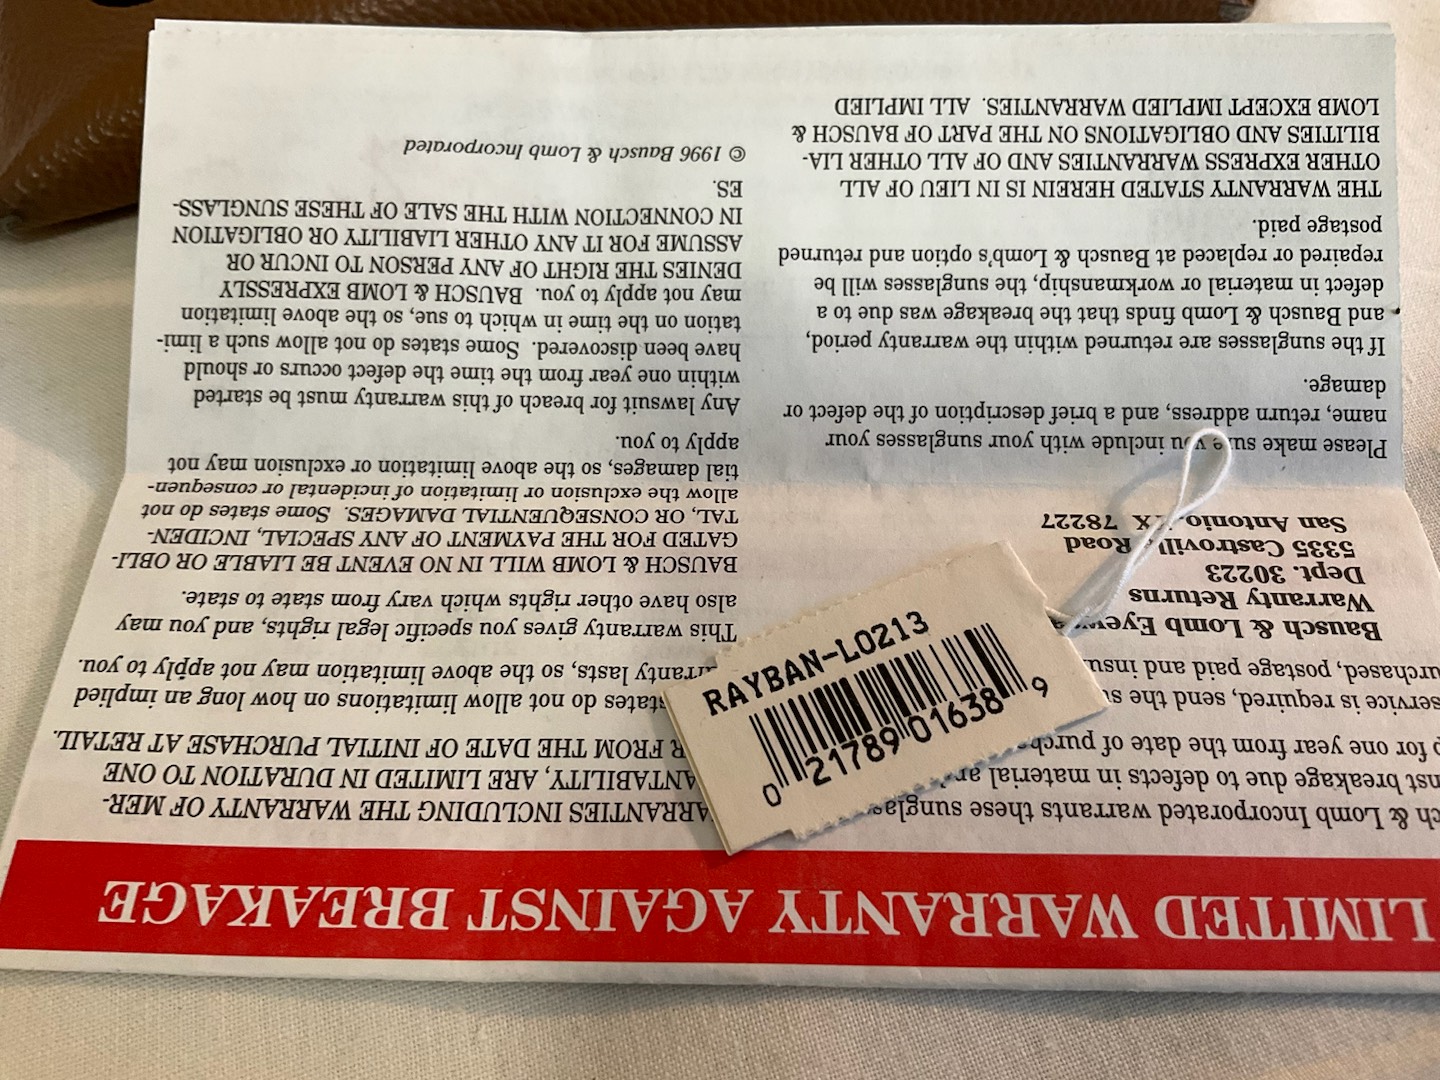 LIMITED WARRANTY AGAINST BREAKAGE
& Lomb Incorporated warrants these
breakage due to defects in material
for one year from the date of
service is required, send the
postage paid and
Bausch & Lomb
Warranty Returns
Dept. 30223
5335 Castroville Road
San Antonio, TX 78227
Please make sure you include with your sunglasses your
name, return address, and a brief description of the defect or
damage.
If the sunglasses are returned within the warranty period,
and Bausch & Lomb finds that the breakage was due to a
defect in material or workmanship, the sunglasses will be
repaired or replaced at Bausch & Lomb's option and returned
postage paid.
THE WARRANTY STATED HEREIN IS IN LIEU OF ALL
OTHER EXPRESS WARRANTIES AND OF ALL OTHER LIA-
BILITIES AND OBLIGATIONS ON THE PART OF BAUSCH &
LOMB EXCEPT IMPLIED WARRANTIES. ALL IMPLIED
WARRANTIES INCLUDING THE WARRANTY OF MER-
CHANTABILITY, ARE LIMITED IN DURATION TO ONE
FROM THE DATE OF INITIAL PURCHASE AT RETAIL.
states do not allow limitations on how long an implied
warranty lasts, so the above limitation may not apply to you.
This warranty gives you specific legal rights, and you may
also have other rights which vary from state to state.
BAUSCH & LOMB WILL IN NO EVENT BE LIABLE OR OBLI-
GATED FOR THE PAYMENT OF ANY SPECIAL, INCIDEN-
TAL, OR CONSEQUENTIAL DAMAGES. Some states do not
allow the exclusion or limitation of incidental or consequen-
tial damages, so the above limitation or exclusion may not
apply to you.
Any lawsuit for breach of this warranty must be started
within one year from the time the defect occurs or should
have been discovered. Some states do not allow such a limi-
tation on the time in which to sue, so the above limitation
may not apply to you. BAUSCH & LOMB EXPRESSLY
DENIES THE RIGHT OF ANY PERSON TO INCUR OR
ASSUME FOR IT ANY OTHER LIABILITY OR OBLIGATION
IN CONNECTION WITH THE SALE OF THESE SUNGLASS-
ES.
© 1996 Bausch & Lomb Incorporated
RAYBAN-LO213
0 21789 01638 9